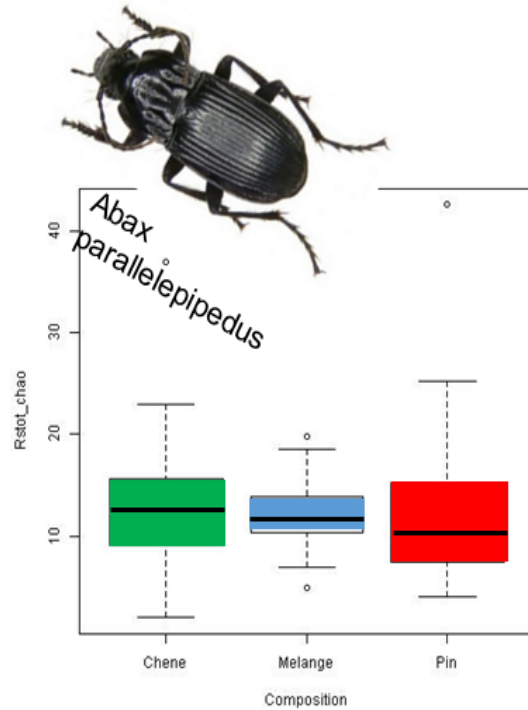 Abax
parallelepipedus
40
30
20
10
Rstot_chao
Chene
Melange
Pin
Composition